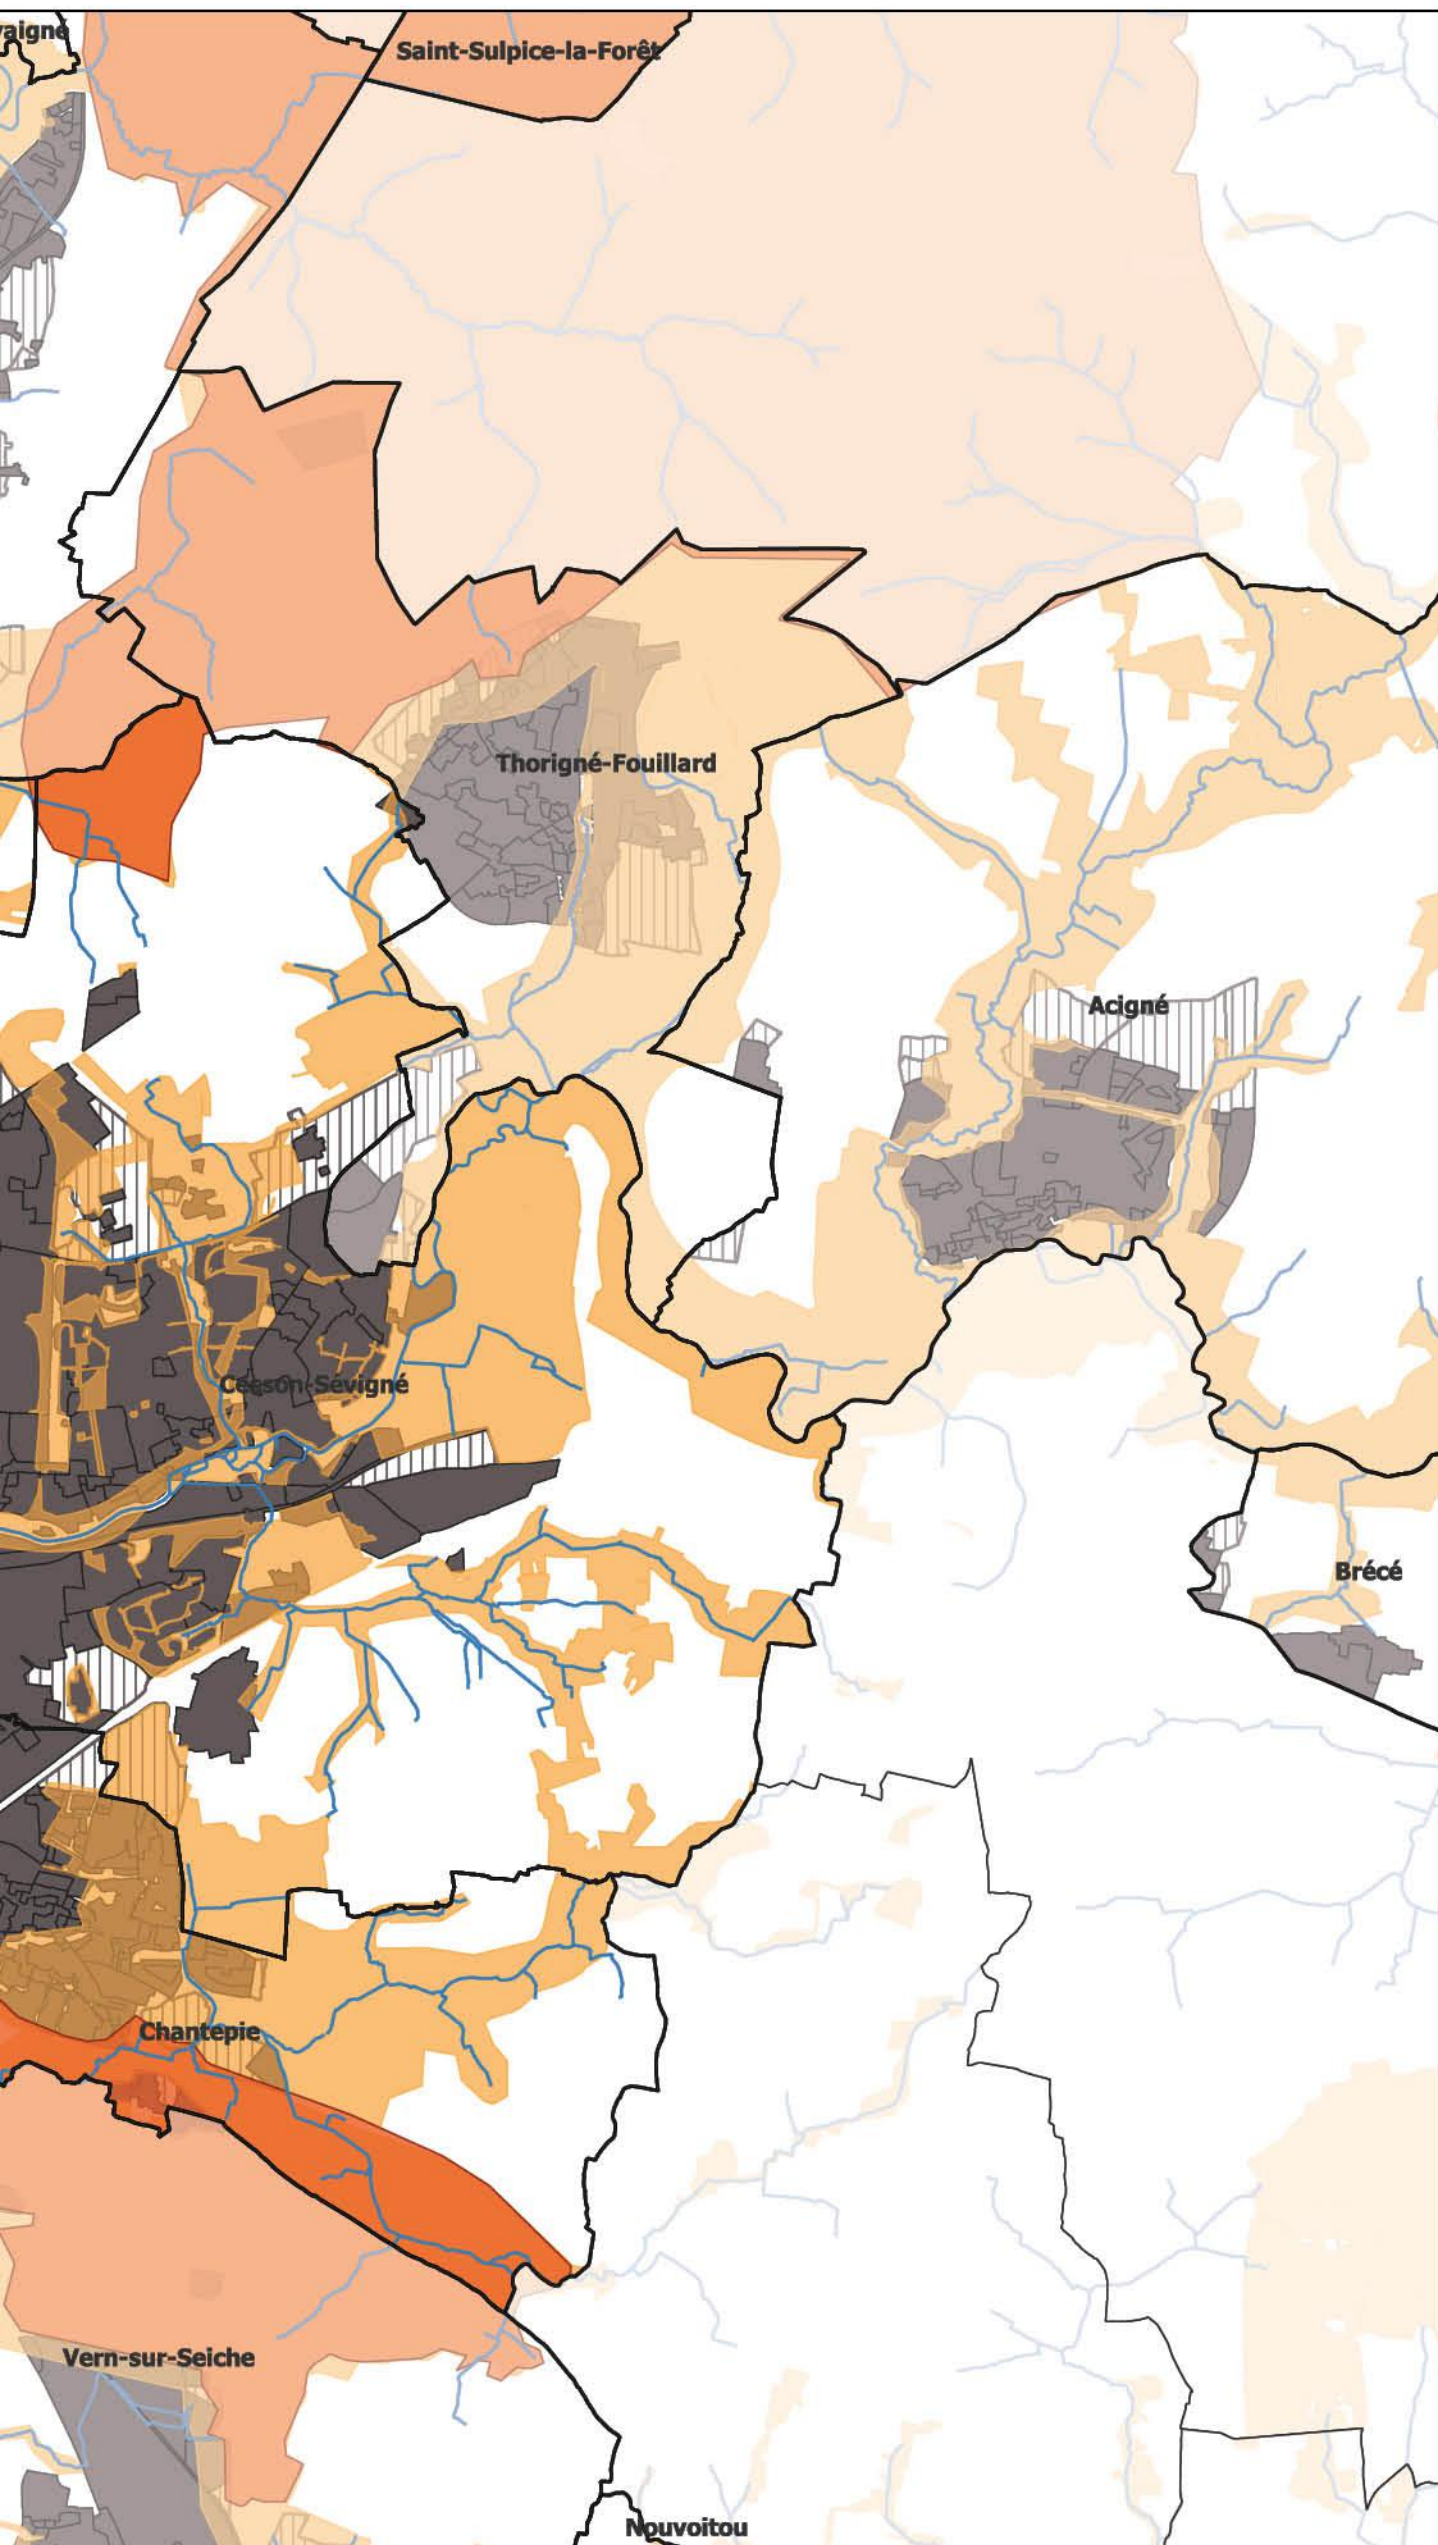 Saint-Sulpice-la-Forêt
Thorigné-Fouillard
Acigné
Cesson-Sévigné
Brécé
Chantepie
Vern-sur-Seiche
Nouvoitou